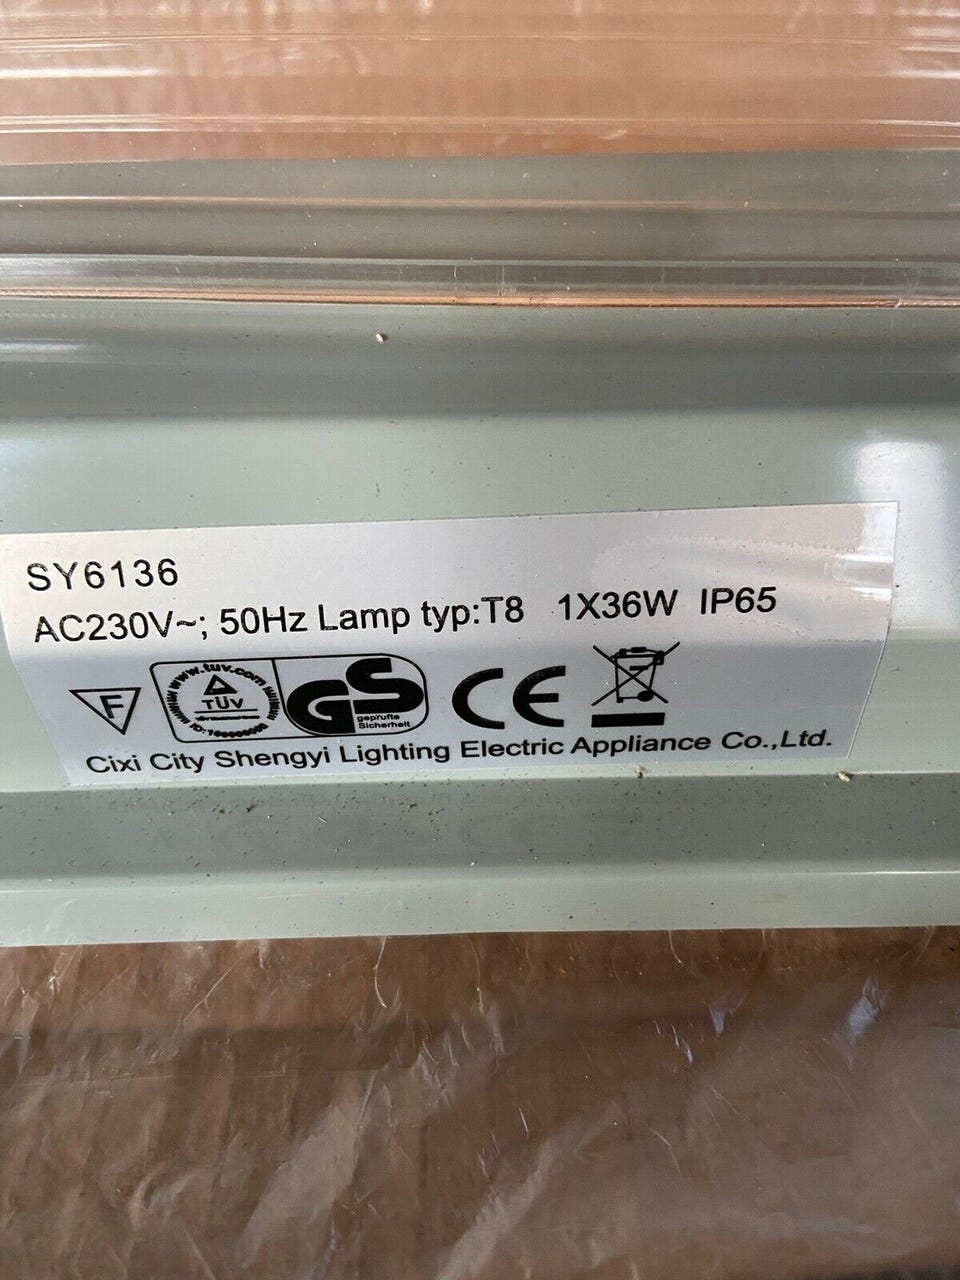 SY6136
AC230V~; 50Hz Lamp typ:T8 1X36W IP65
F
www.tuv.com
TÜV
GS
geprüfte
Sicherheit
CE
Cixi City Shengyi Lighting Electric Appliance Co.,Ltd.